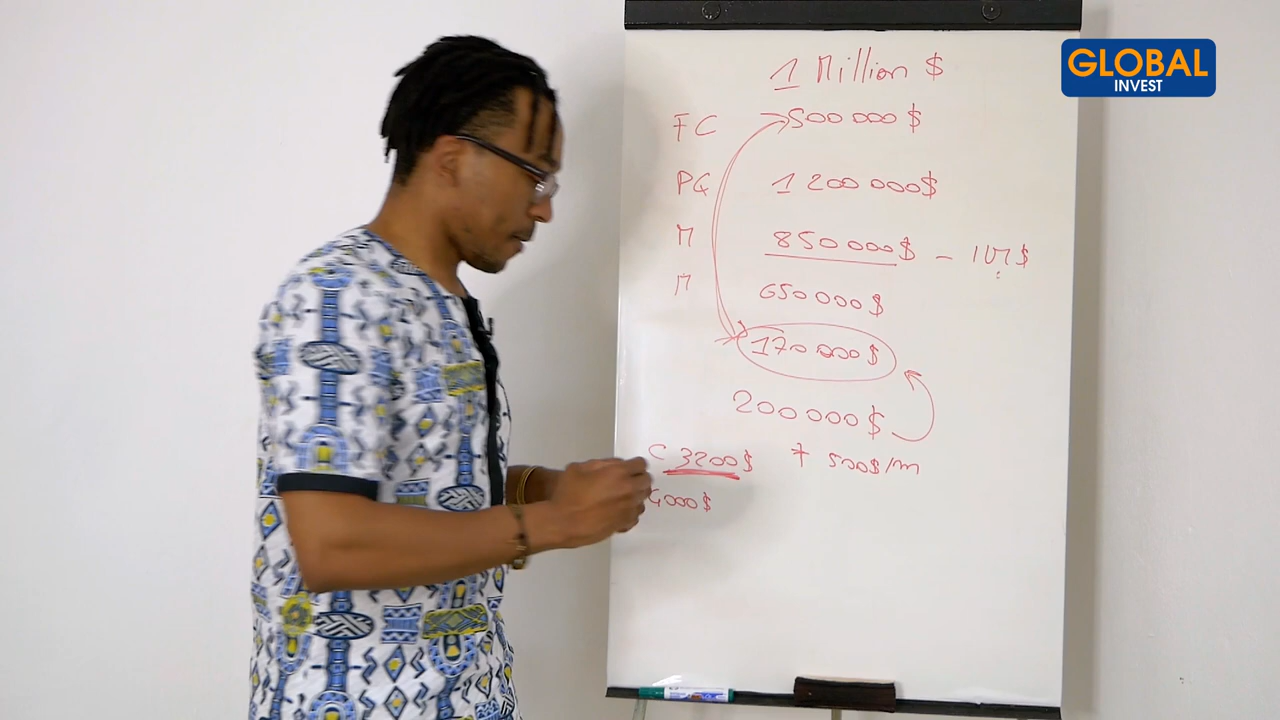 GLOBAL
INVEST
1 Million $
FC 500 000 $
PG 1 200 000 $
M 850 000 $ - 1M $
M 650 000 $
170 000 $
200 000 $
C 3200 $ * 500 $/m
4000 $